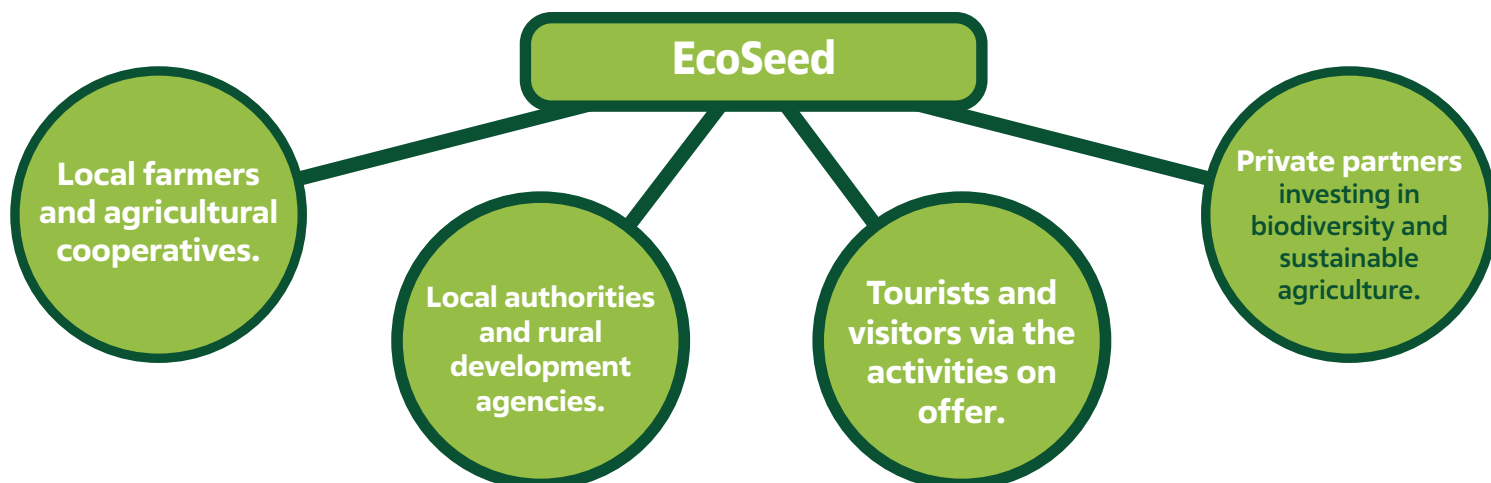 EcoSeed
Local farmers
and agricultural
cooperatives.
Local authorities
and rural
development
agencies.
Tourists and
visitors via the
activities on
offer.
Private partners
investing in
biodiversity and
sustainable
agriculture.